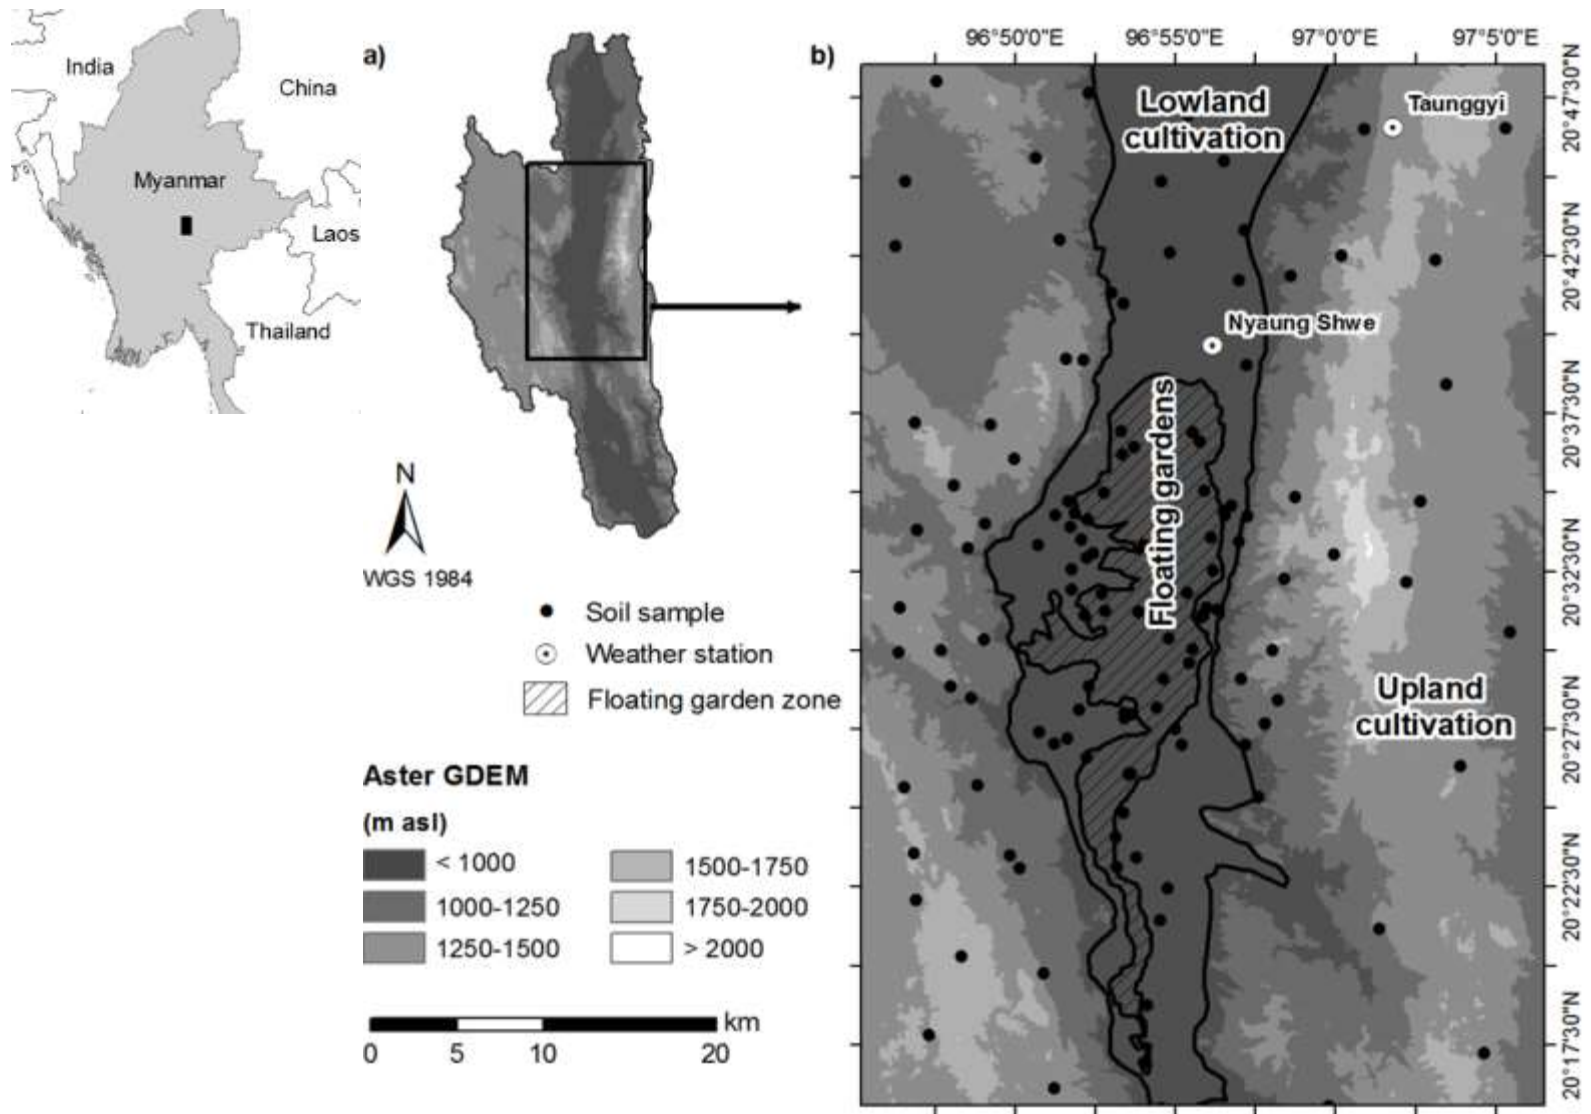 India
China
Myanmar
Laos
Thailand
a)
N
WGS 1984
Soil sample
Weather station
Floating garden zone
Aster GDEM
(m asl)
< 1000
1000-1250
1250-1500
1500-1750
1750-2000
> 2000
km
0 5 10 20
b)
96°50'0"E 96°55'0"E 97°0'0"E 97°5'0"E
Lowland
cultivation
Taunggyi
Nyaung Shwe
Floating gardens
Upland
cultivation
20°47'30"N
20°42'30"N
20°37'30"N
20°32'30"N
20°27'30"N
20°22'30"N
20°17'30"N